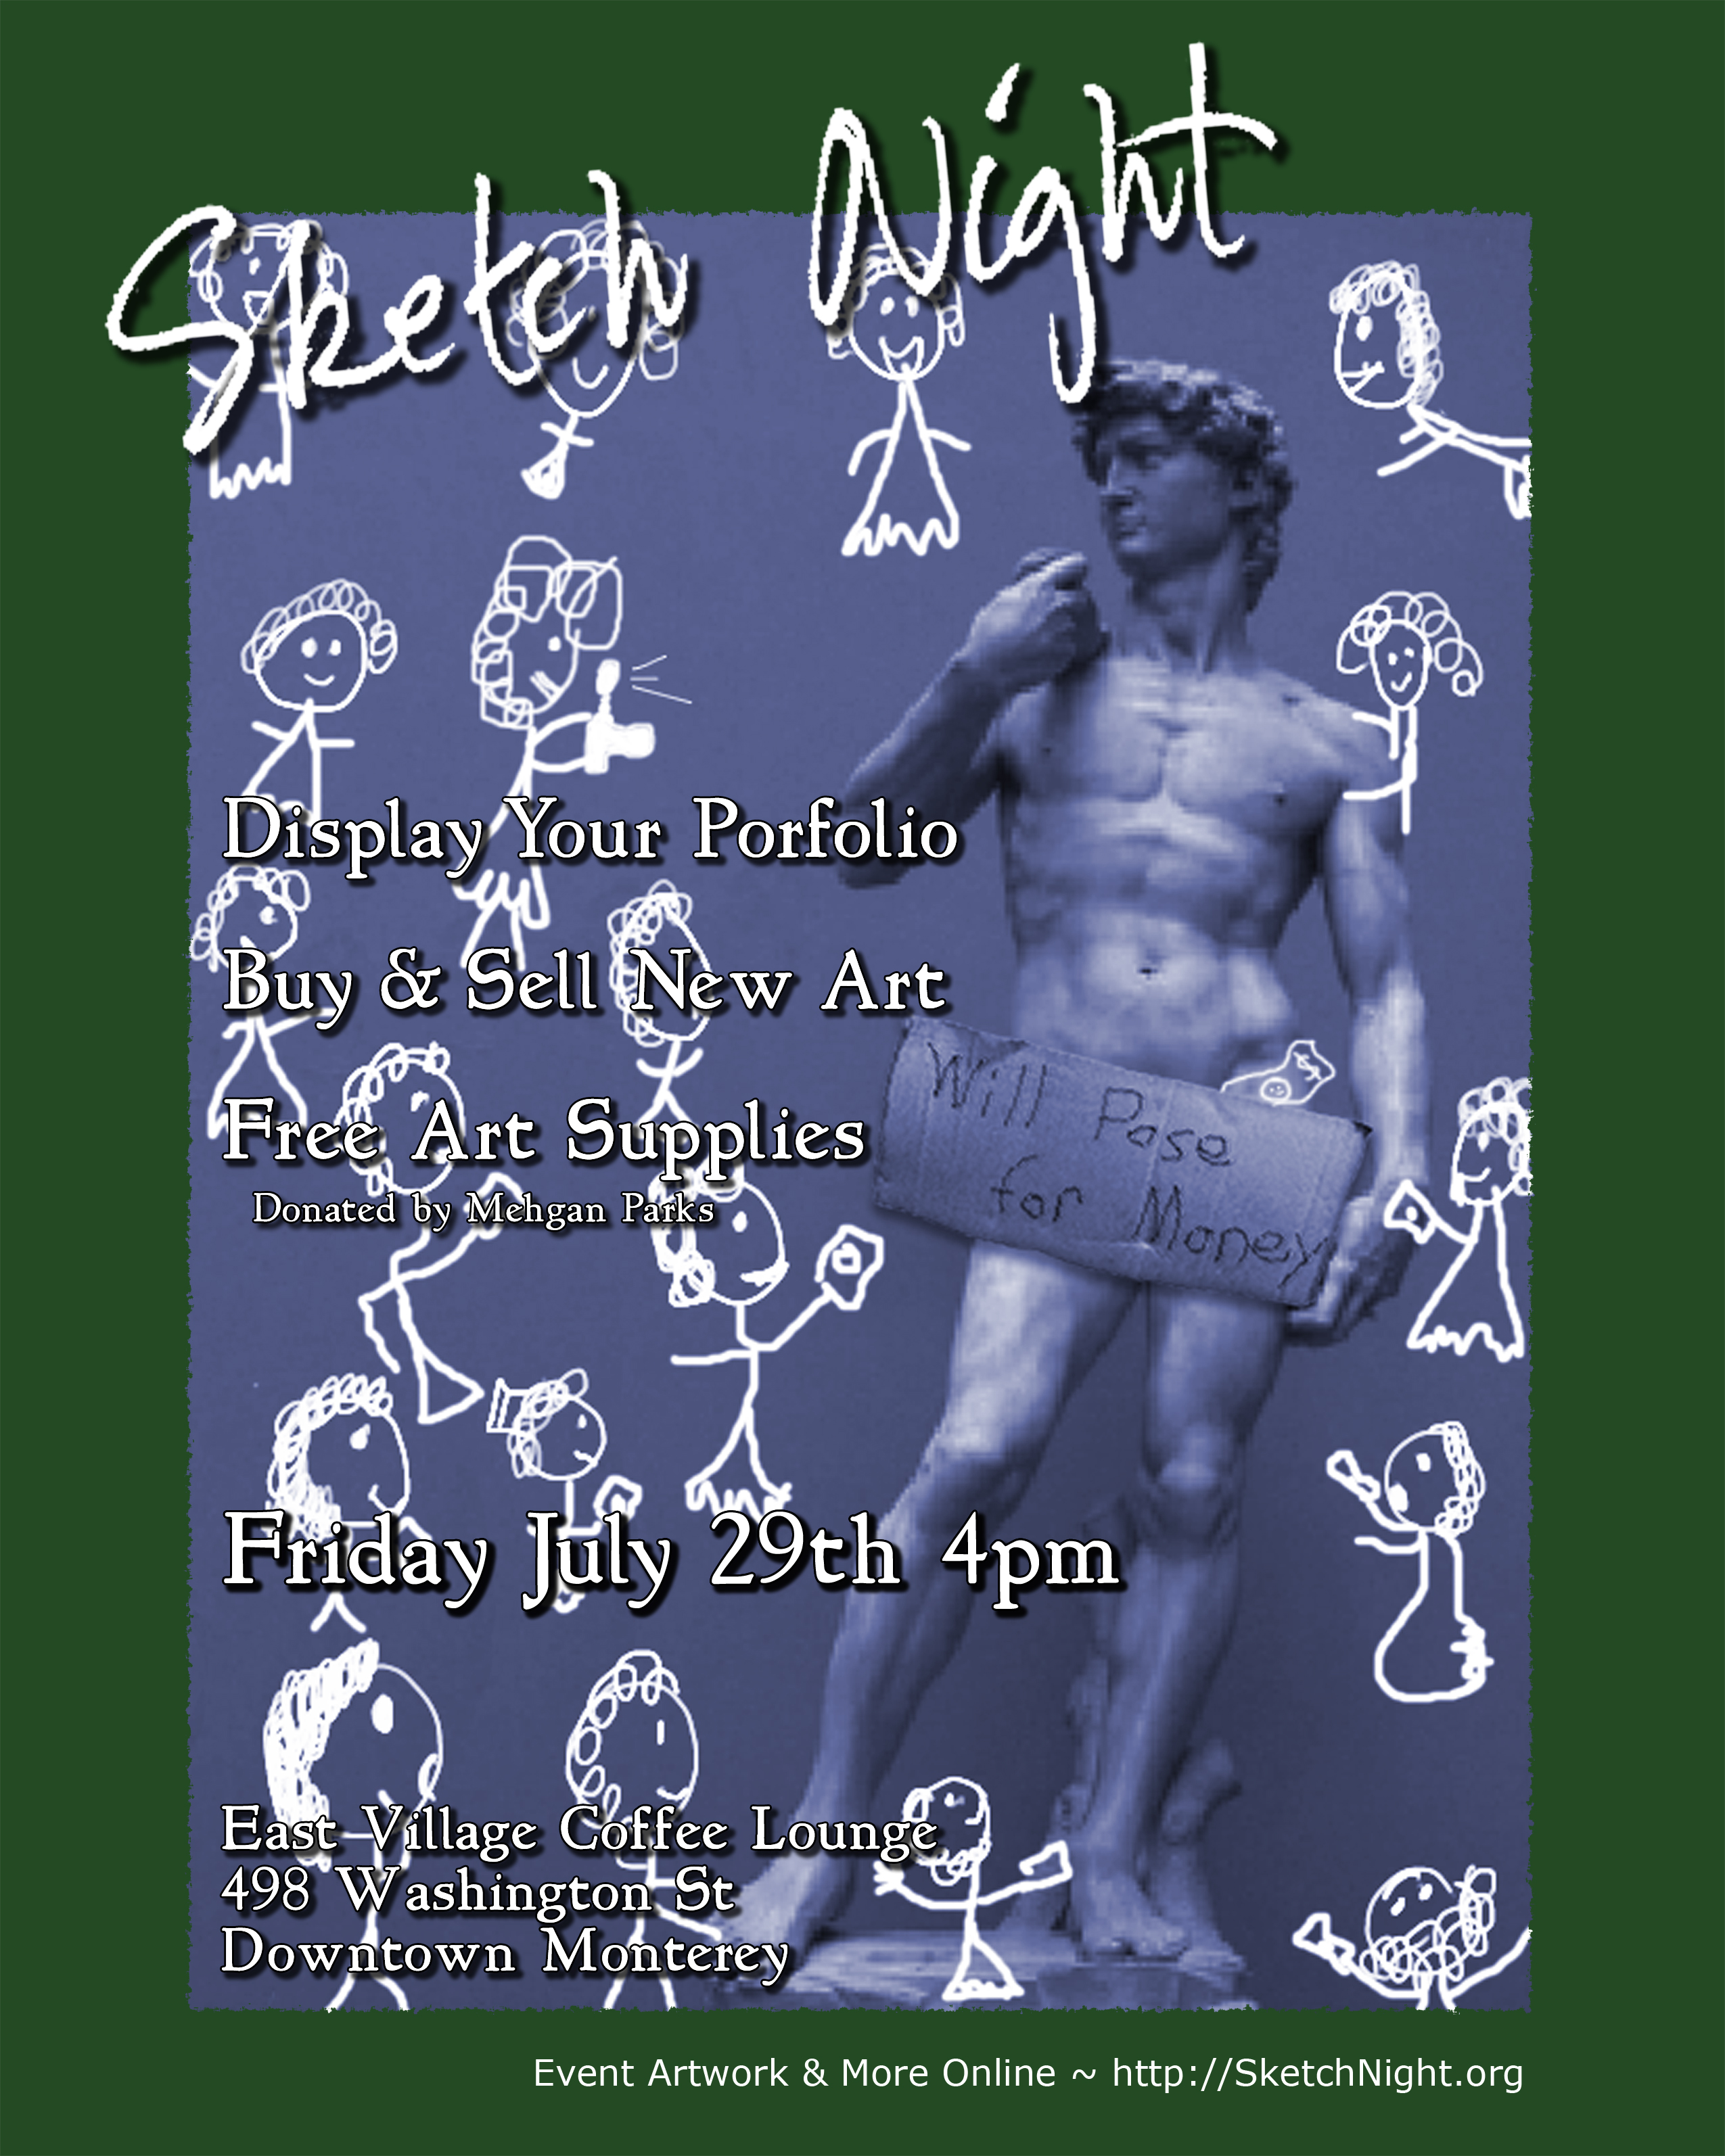 Sketch Night
Display Your Porfolio
Buy & Sell New Art
Free Art Supplies
Donated by Mehgan Parks
Will Pose
for Money
$
Friday July 29th 4pm
East Village Coffee Lounge
498 Washington St
Downtown Monterey
Event Artwork & More Online ~ http://SketchNight.org